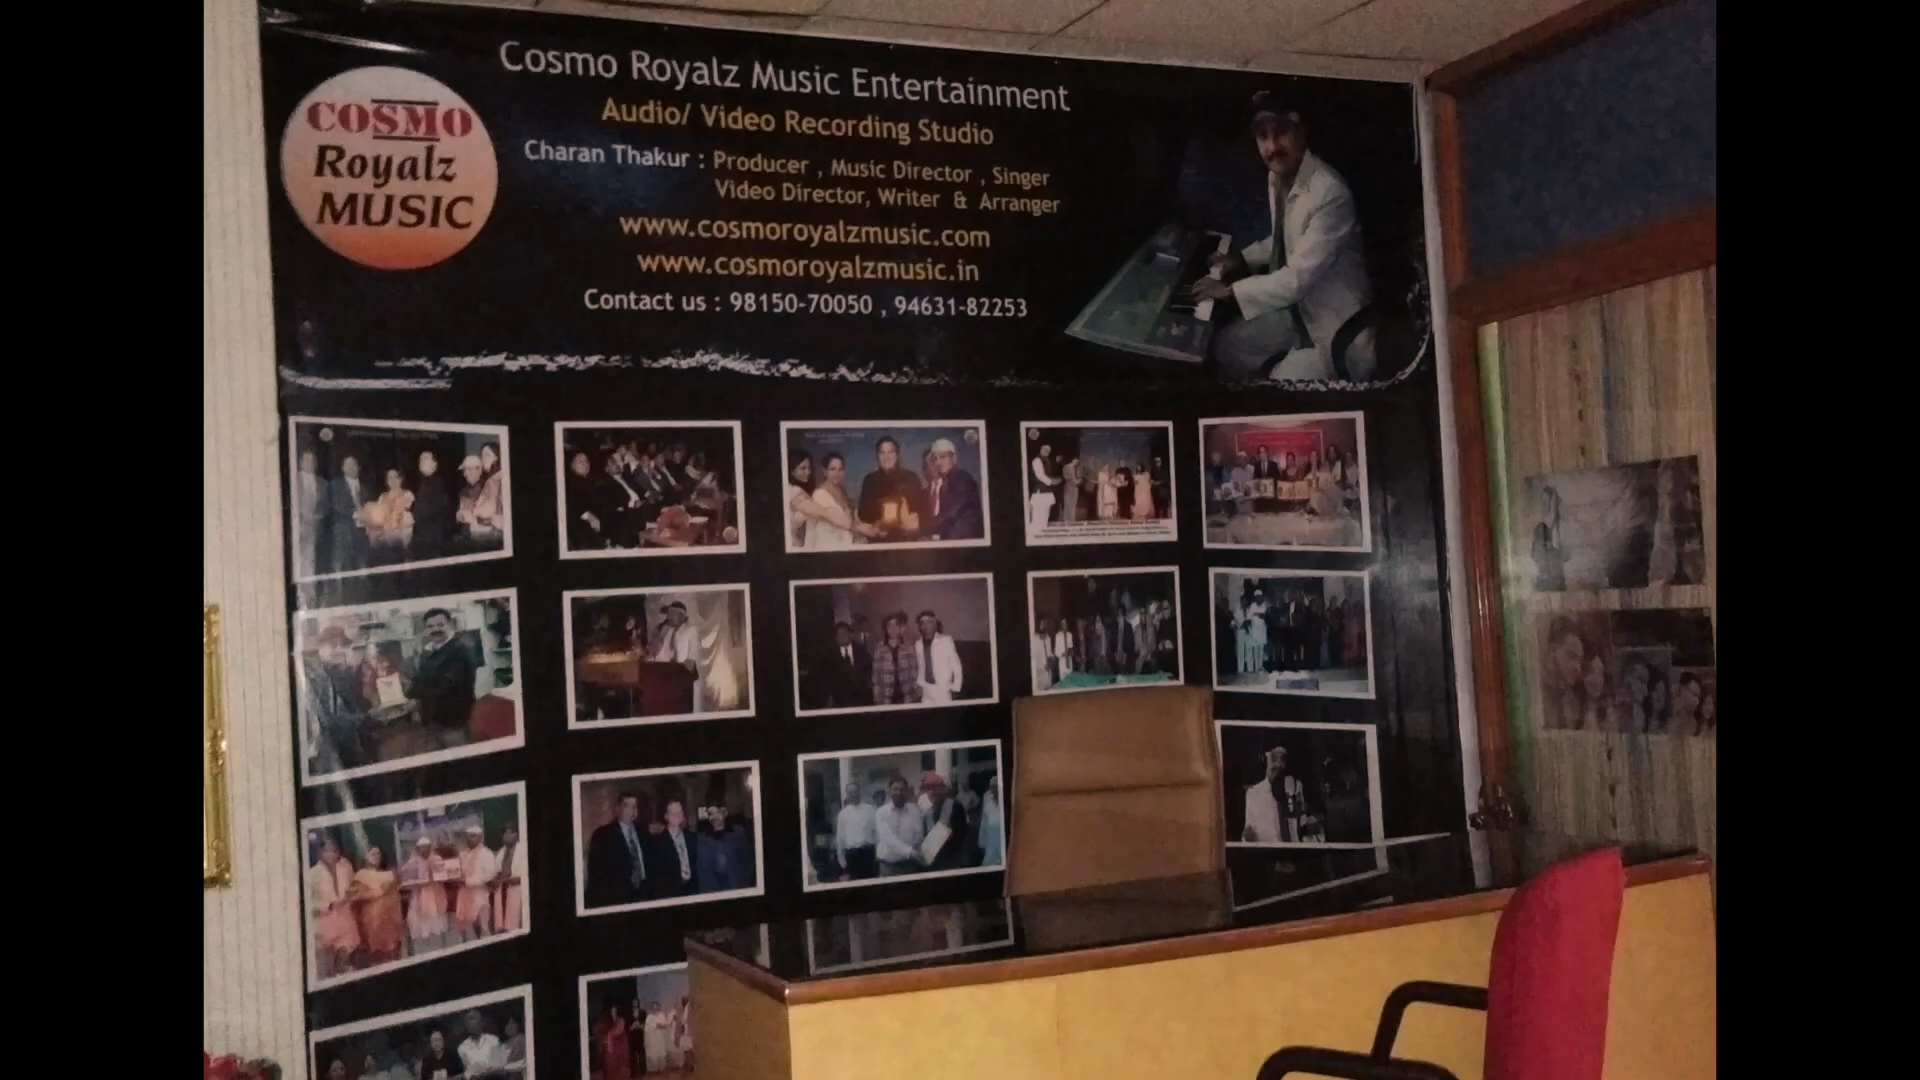 COSMO
Royalz
MUSIC
Cosmo Royalz Music Entertainment
Audio/ Video Recording Studio
Charan Thakur : Producer , Music Director , Singer
Video Director, Writer & Arranger
www.cosmoroyalzmusic.com
www.cosmoroyalzmusic.in
Contact us : 98150-70050 , 94631-82253